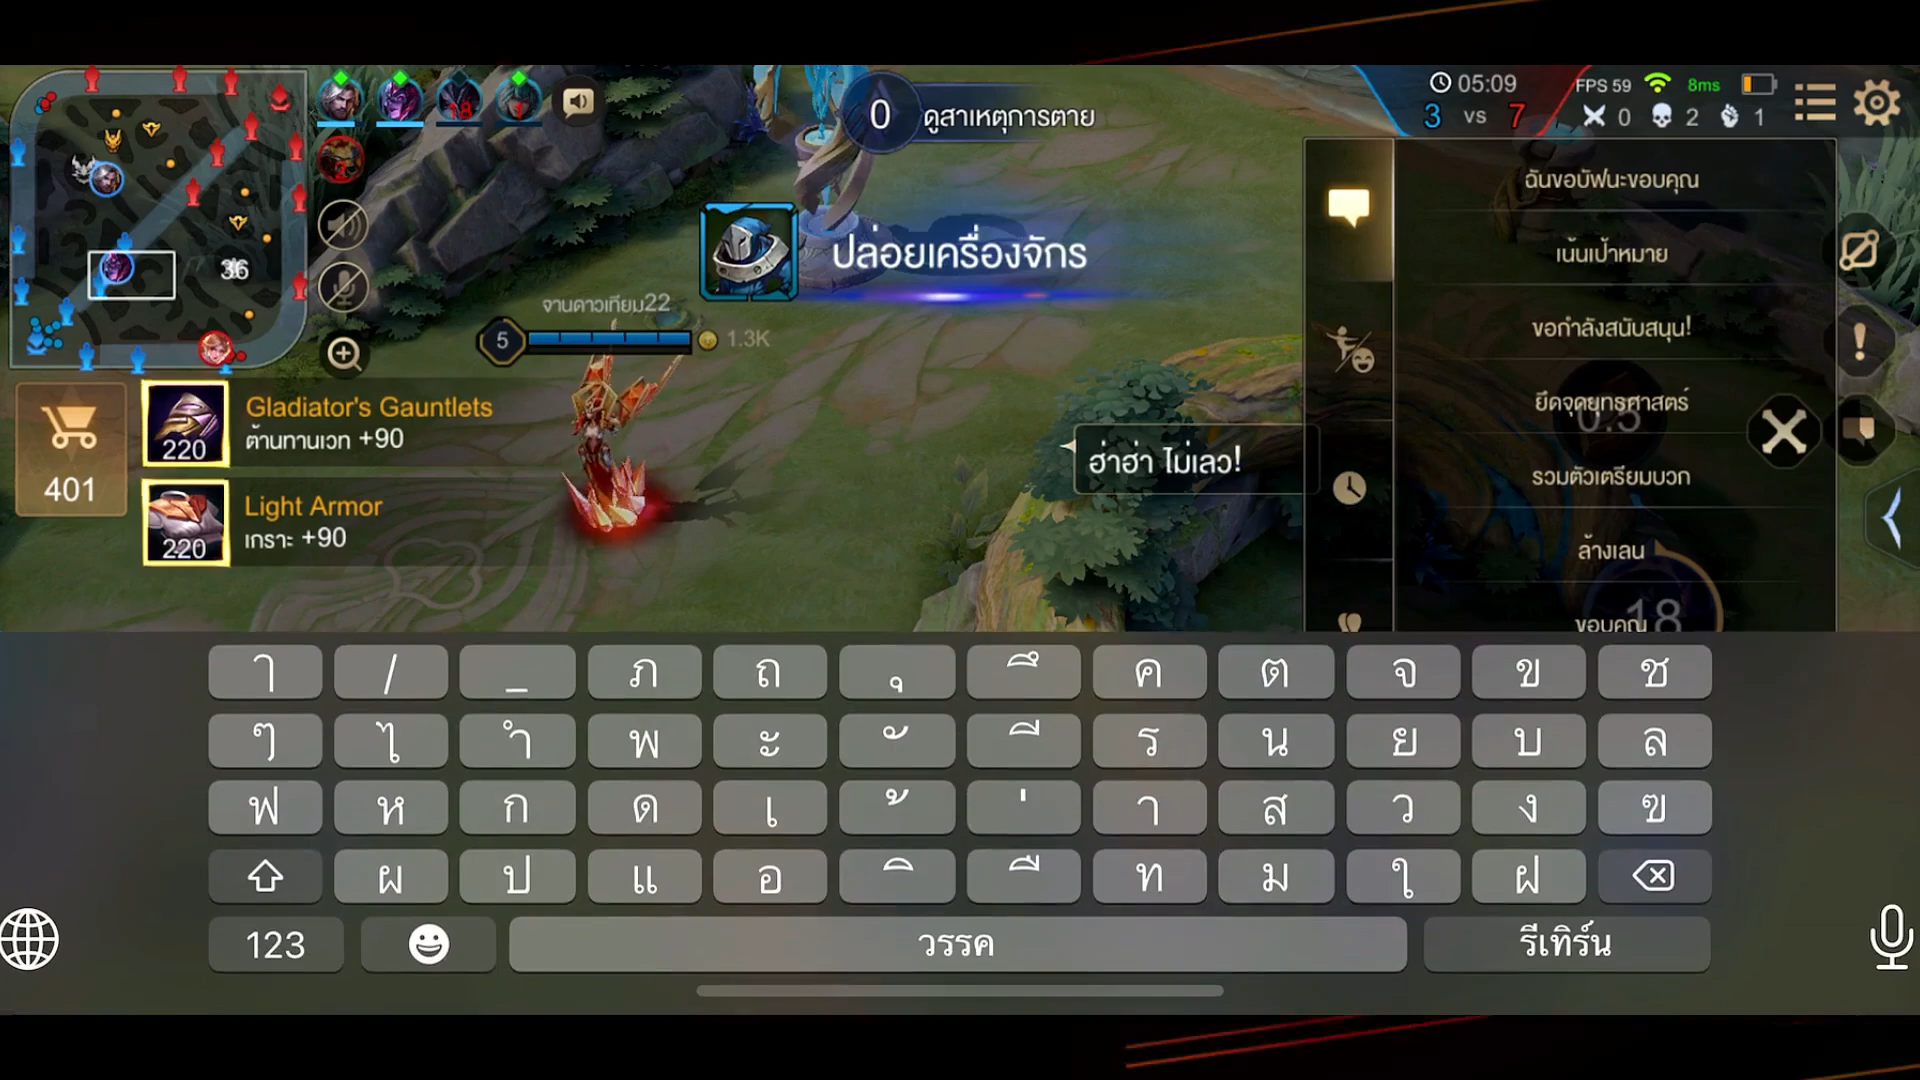 05:09
FPS 59
8ms
3 vs 7
0
2
1
0
ดูสาเหตุการตาย
18
1
ปล่อยเครื่องจักร
จานดาวเทียม22
5
1.3K
401
220
Gladiator's Gauntlets
ต้านทานเวท +90
220
Light Armor
เกราะ +90
ฮ่าฮ่า ไม่เลว!
ฉันขอบัฟนะขอบคุณ
เน้นเป้าหมาย
ขอกำลังสนับสนุน!
ยึดจุดยุทธศาสตร์
0.5
รวมตัวเตรียมบวก
ล้างเลน
ขอบคุณ
18
ๅ / _ ภ ถ ุ ึ ค ต จ ข ช
ๆ ไ ำ พ ะ ั ี ร น ย บ ล
ฟ ห ก ด เ ้ ่ า ส ว ง ฃ
ผ ป แ อ ิ ื ท ม ใ ฝ
123
วรรค
รีเทิร์น